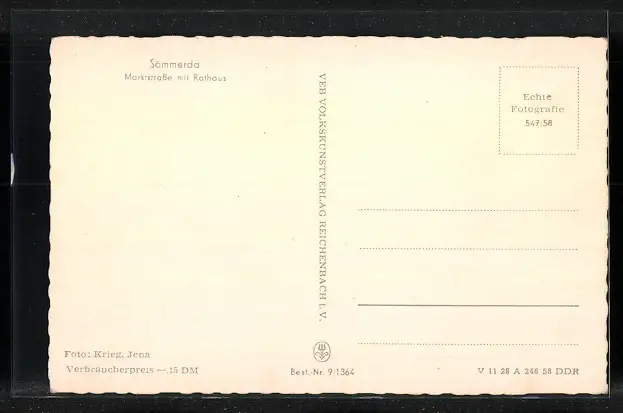 Sömmerda
Marktstraße mit Rathaus
VEB VOLKSKUNSTVERLAG REICHENBACH I. V.
Echte
Fotografie
547/58
Foto: Krieg, Jena
Verbraucherpreis —.15 DM
Best.-Nr. 9/1364
V 11 28 A 246 58 DDR